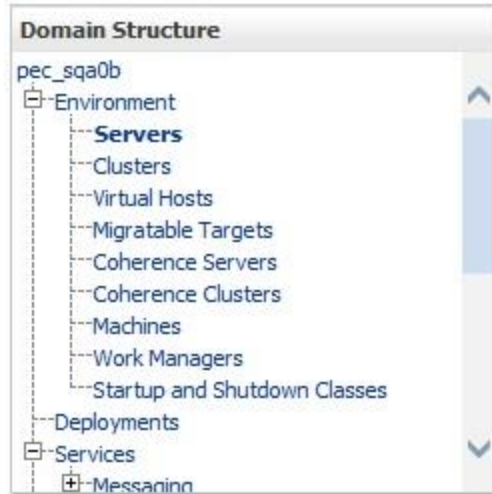 Domain Structure
pec_sqa0b
Environment
Servers
Clusters
Virtual Hosts
Migratable Targets
Coherence Servers
Coherence Clusters
Machines
Work Managers
Startup and Shutdown Classes
Deployments
Services
Messaging